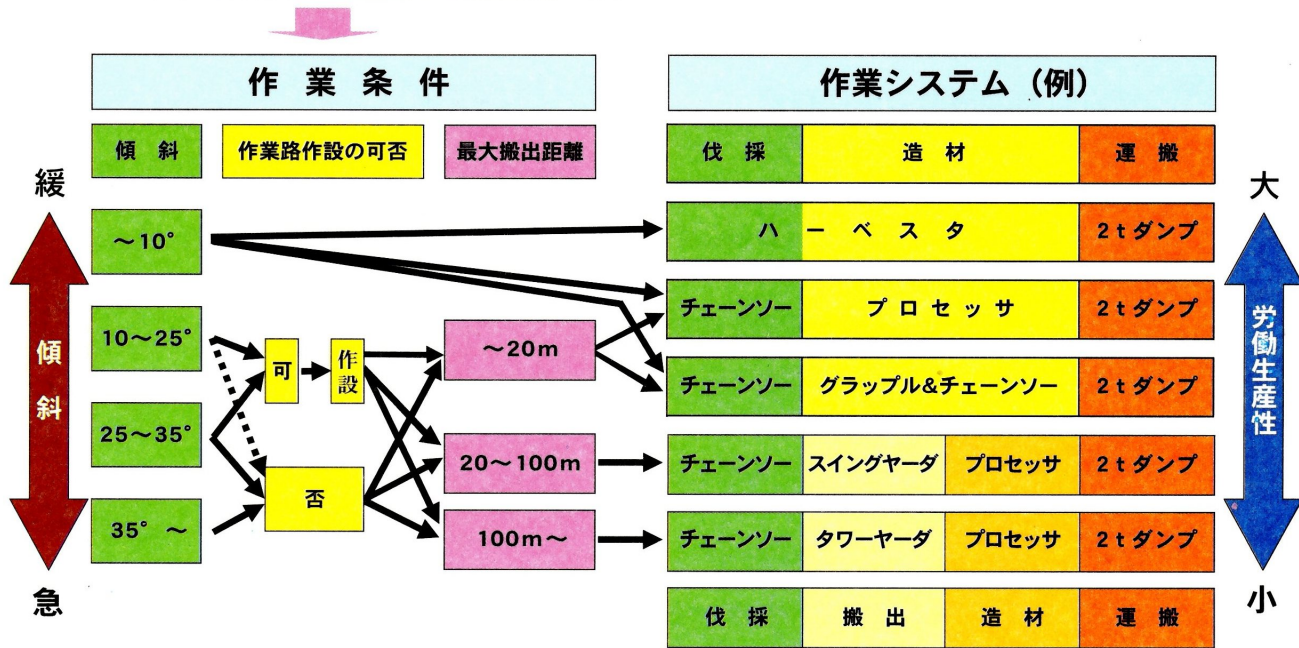 作業条件
作業システム（例）
傾斜
作業路作設の可否
最大搬出距離
伐採
造材
運搬
緩
大
～10°
ハーベスタ
2tダンプ
チェーンソー
プロセッサ
2tダンプ
10～25°
可
作設
～20m
傾斜
労働生産性
チェーンソー
グラップル&チェーンソー
2tダンプ
25～35°
20～100m
チェーンソー
スイングヤーダ
プロセッサ
2tダンプ
否
35°～
100m～
チェーンソー
タワーヤーダ
プロセッサ
2tダンプ
急
小
伐採
搬出
造材
運搬